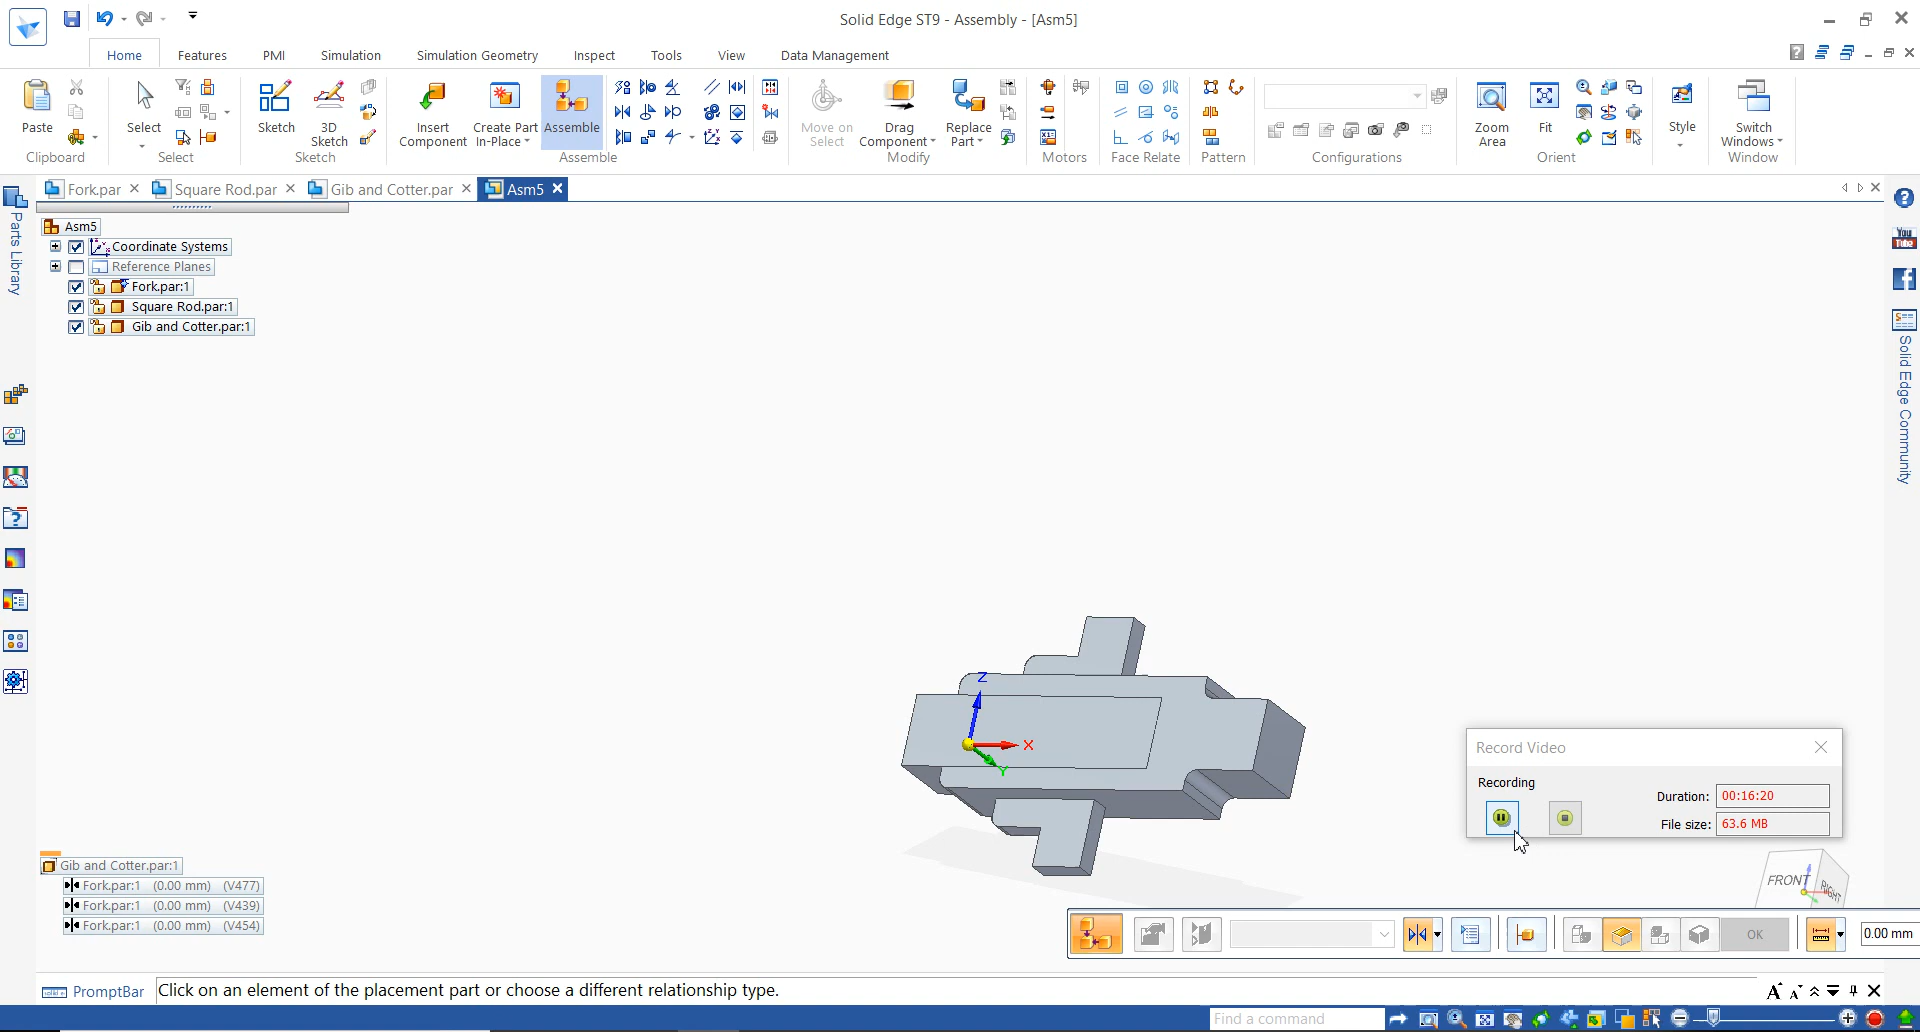 Solid Edge ST9 - Assembly - [Asm5]
Home Features PMI Simulation Simulation Geometry Inspect Tools View Data Management
Paste
Clipboard
Select
Select
Sketch
3D
Sketch
Sketch
Insert
Component
Create Part
In-Place
Assemble
Assemble
Move on
Select
Drag
Component
Replace
Part
Modify
Motors
Face Relate
Pattern
Configurations
Zoom
Area
Fit
Orient
Style
Switch
Windows
Window
Fork.par Square Rod.par Gib and Cotter.par Asm5
Parts Library
Asm5
Coordinate Systems
Reference Planes
Fork.par:1
Square Rod.par:1
Gib and Cotter.par:1
You
Tube
Solid Edge Community
Z
X
Y
Record Video
Recording
Duration: 00:16:20
File size: 63.6 MB
FRONT
RIGHT
Gib and Cotter.par:1
Fork.par:1 (0.00 mm) (V477)
Fork.par:1 (0.00 mm) (V439)
Fork.par:1 (0.00 mm) (V454)
OK
0.00 mm
PromptBar Click on an element of the placement part or choose a different relationship type.
Find a command